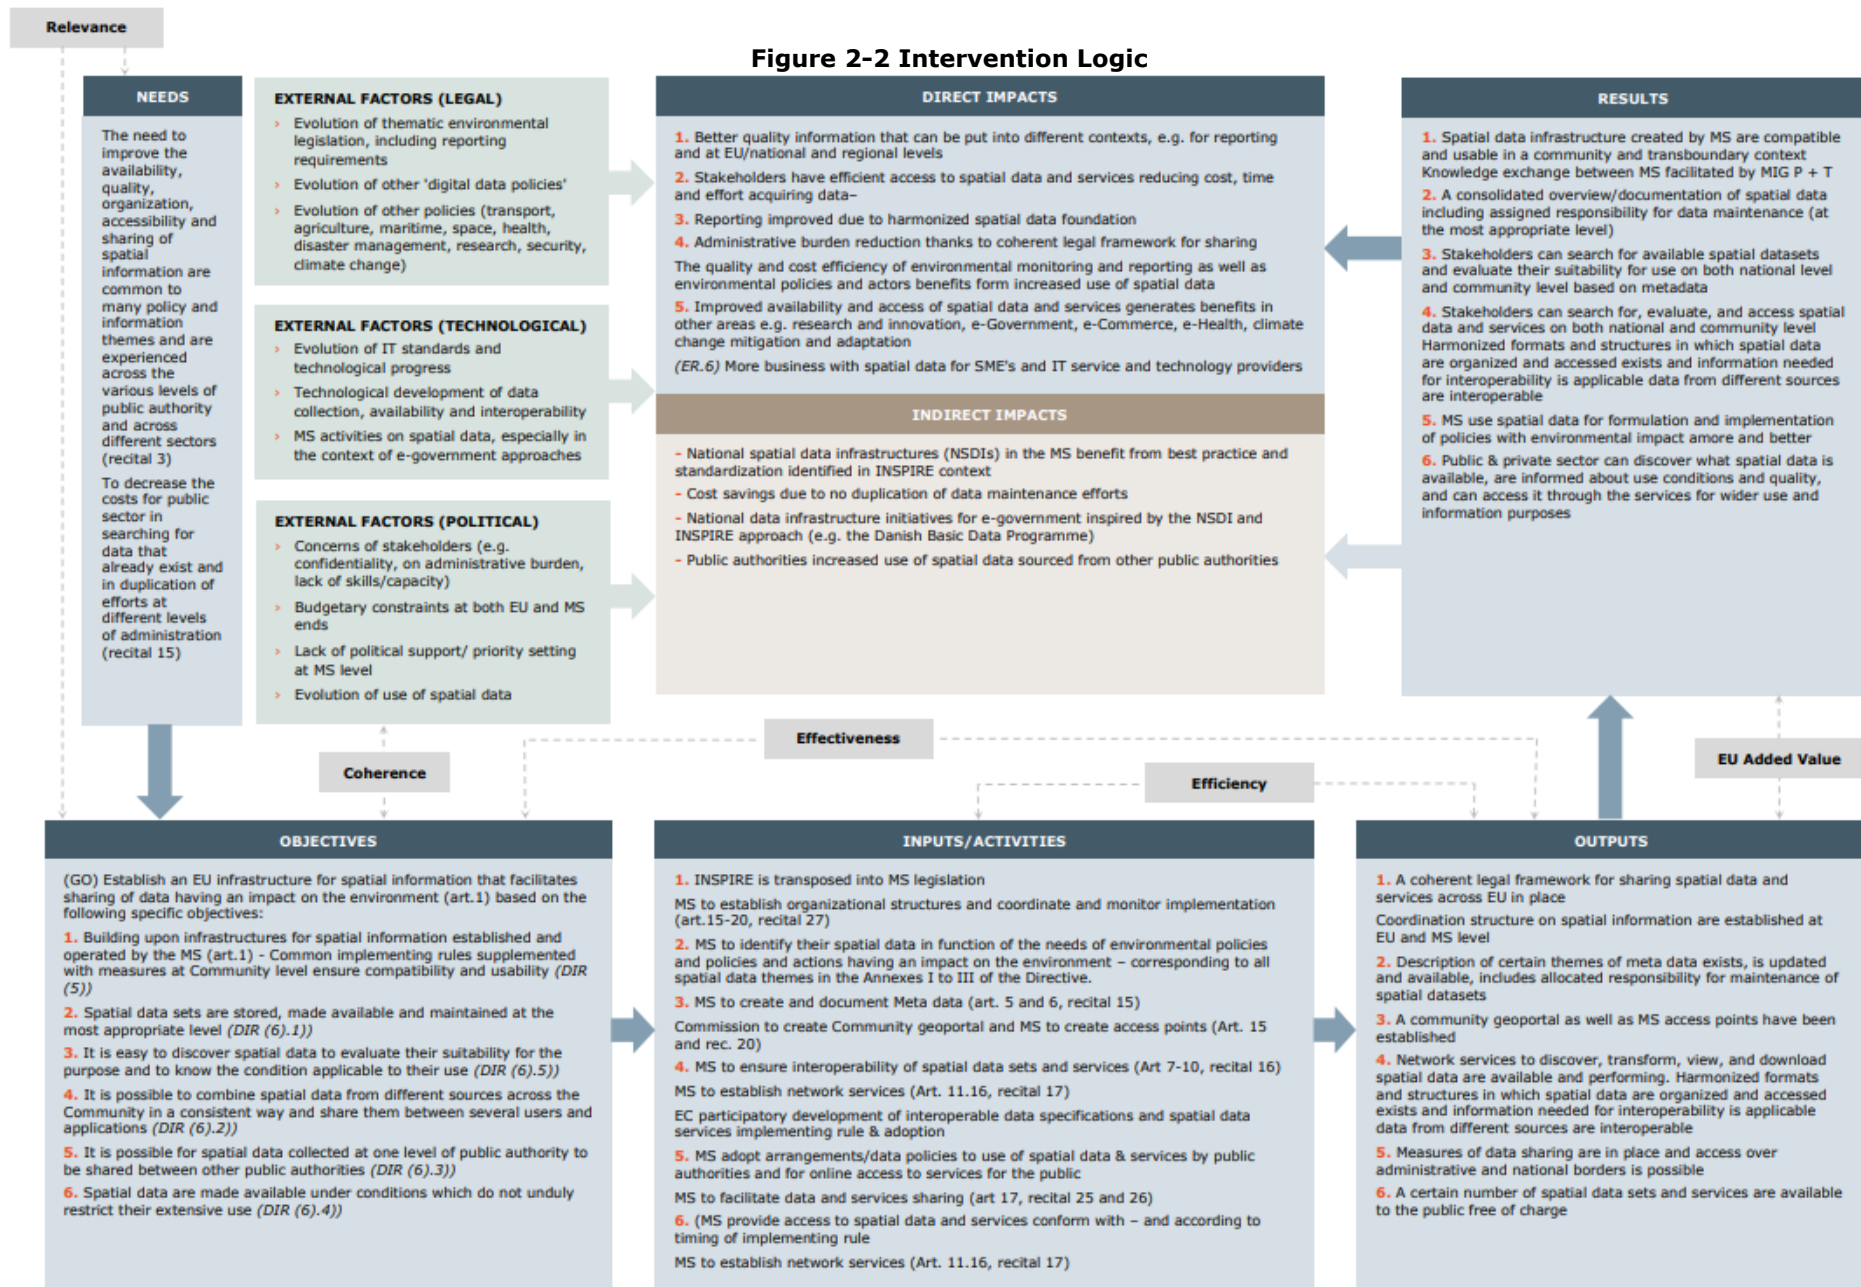 Relevance
Figure 2-2 Intervention Logic
NEEDS
The need to
improve the
availability,
quality,
organization,
accessibility and
sharing of
spatial
information are
common to
many policy and
information
themes and are
experienced
across the
various levels of
public authority
and across
different sectors
(recital 3)
To decrease the
costs for public
sector in
searching for
data that
already exist and
in duplication of
efforts at
different levels
of administration
(recital 15)
EXTERNAL FACTORS (LEGAL)
› Evolution of thematic environmental
legislation, including reporting
requirements
› Evolution of other 'digital data policies'
› Evolution of other policies (transport,
agriculture, maritime, space, health,
disaster management, research, security,
climate change)
EXTERNAL FACTORS (TECHNOLOGICAL)
› Evolution of IT standards and
technological progress
› Technological development of data
collection, availability and interoperability
› MS activities on spatial data, especially in
the context of e-government approaches
EXTERNAL FACTORS (POLITICAL)
› Concerns of stakeholders (e.g.
confidentiality, on administrative burden,
lack of skills/capacity)
› Budgetary constraints at both EU and MS
ends
› Lack of political support/ priority setting
at MS level
› Evolution of use of spatial data
DIRECT IMPACTS
1. Better quality information that can be put into different contexts, e.g. for reporting
and at EU/national and regional levels
2. Stakeholders have efficient access to spatial data and services reducing cost, time
and effort acquiring data–
3. Reporting improved due to harmonized spatial data foundation
4. Administrative burden reduction thanks to coherent legal framework for sharing
The quality and cost efficiency of environmental monitoring and reporting as well as
environmental policies and actors benefits form increased use of spatial data
5. Improved availability and access of spatial data and services generates benefits in
other areas e.g. research and innovation, e-Government, e-Commerce, e-Health, climate
change mitigation and adaptation
(ER.6) More business with spatial data for SME's and IT service and technology providers
INDIRECT IMPACTS
– National spatial data infrastructures (NSDIs) in the MS benefit from best practice and
standardization identified in INSPIRE context
– Cost savings due to no duplication of data maintenance efforts
– National data infrastructure initiatives for e-government inspired by the NSDI and
INSPIRE approach (e.g. the Danish Basic Data Programme)
– Public authorities increased use of spatial data sourced from other public authorities
RESULTS
1. Spatial data infrastructure created by MS are compatible
and usable in a community and transboundary context
Knowledge exchange between MS facilitated by MIG P + T
2. A consolidated overview/documentation of spatial data
including assigned responsibility for data maintenance (at
the most appropriate level)
3. Stakeholders can search for available spatial datasets
and evaluate their suitability for use on both national level
and community level based on metadata
4. Stakeholders can search for, evaluate, and access spatial
data and services on both national and community level
Harmonized formats and structures in which spatial data
are organized and accessed exists and information needed
for interoperability is applicable data from different sources
are interoperable
5. MS use spatial data for formulation and implementation
of policies with environmental impact amore and better
6. Public & private sector can discover what spatial data is
available, are informed about use conditions and quality,
and can access it through the services for wider use and
information purposes
Coherence
Effectiveness
Efficiency
EU Added Value
OBJECTIVES
(GO) Establish an EU infrastructure for spatial information that facilitates
sharing of data having an impact on the environment (art.1) based on the
following specific objectives:
1. Building upon infrastructures for spatial information established and
operated by the MS (art.1) - Common implementing rules supplemented
with measures at Community level ensure compatibility and usability (DIR
(5))
2. Spatial data sets are stored, made available and maintained at the
most appropriate level (DIR (6).1))
3. It is easy to discover spatial data to evaluate their suitability for the
purpose and to know the condition applicable to their use (DIR (6).5))
4. It is possible to combine spatial data from different sources across the
Community in a consistent way and share them between several users and
applications (DIR (6).2))
5. It is possible for spatial data collected at one level of public authority to
be shared between other public authorities (DIR (6).3))
6. Spatial data are made available under conditions which do not unduly
restrict their extensive use (DIR (6).4))
INPUTS/ACTIVITIES
1. INSPIRE is transposed into MS legislation
MS to establish organizational structures and coordinate and monitor implementation
(art.15-20, recital 27)
2. MS to identify their spatial data in function of the needs of environmental policies
and policies and actions having an impact on the environment – corresponding to all
spatial data themes in the Annexes I to III of the Directive.
3. MS to create and document Meta data (art. 5 and 6, recital 15)
Commission to create Community geoportal and MS to create access points (Art. 15
and rec. 20)
4. MS to ensure interoperability of spatial data sets and services (Art 7-10, recital 16)
MS to establish network services (Art. 11.16, recital 17)
EC participatory development of interoperable data specifications and spatial data
services implementing rule & adoption
5. MS adopt arrangements/data policies to use of spatial data & services by public
authorities and for online access to services for the public
MS to facilitate data and services sharing (art 17, recital 25 and 26)
6. (MS provide access to spatial data and services conform with – and according to
timing of implementing rule
MS to establish network services (Art. 11.16, recital 17)
OUTPUTS
1. A coherent legal framework for sharing spatial data and
services across EU in place
Coordination structure on spatial information are established at
EU and MS level
2. Description of certain themes of meta data exists, is updated
and available, includes allocated responsibility for maintenance of
spatial datasets
3. A community geoportal as well as MS access points have been
established
4. Network services to discover, transform, view, and download
spatial data are available and performing. Harmonized formats
and structures in which spatial data are organized and accessed
exists and information needed for interoperability is applicable
data from different sources are interoperable
5. Measures of data sharing are in place and access over
administrative and national borders is possible
6. A certain number of spatial data sets and services are available
to the public free of charge